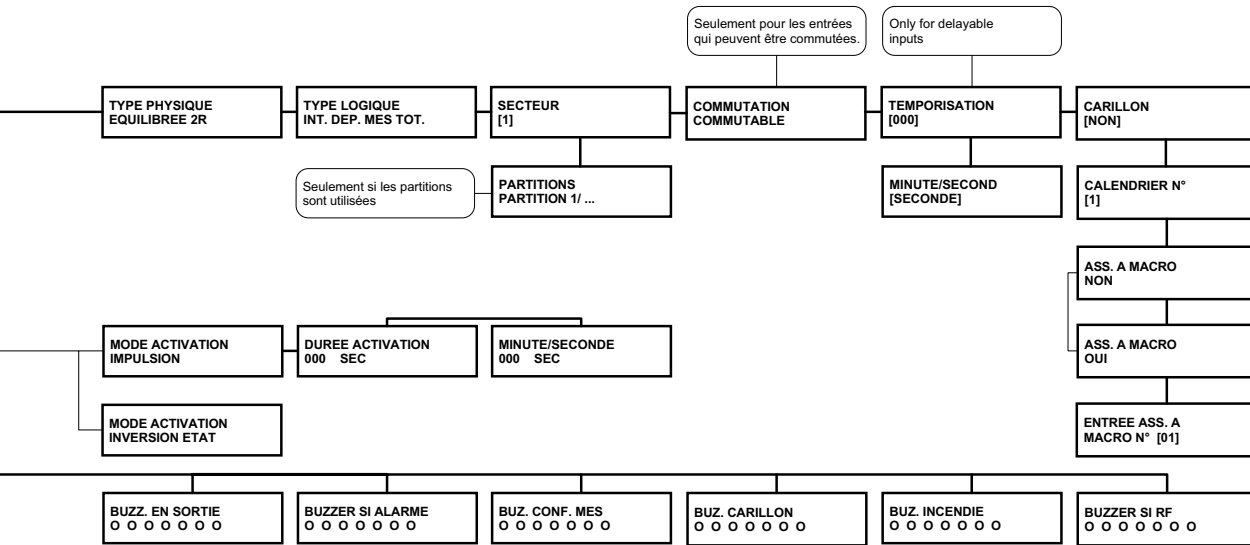 Seulement pour les entrées
qui peuvent être commutées.
Only for delayable
inputs
TYPE PHYSIQUE
EQUILIBREE 2R
TYPE LOGIQUE
INT. DEP. MES TOT.
SECTEUR
[1]
COMMUTATION
COMMUTABLE
TEMPORISATION
[000]
CARILLON
[NON]
Seulement si les partitions
sont utilisées
PARTITIONS
PARTITION 1/ ...
MINUTE/SECOND
[SECONDE]
CALENDRIER N°
[1]
ASS. A MACRO
NON
MODE ACTIVATION
IMPULSION
DUREE ACTIVATION
000 SEC
MINUTE/SECONDE
000 SEC
ASS. A MACRO
OUI
MODE ACTIVATION
INVERSION ETAT
ENTREE ASS. A
MACRO N° [01]
BUZZ. EN SORTIE
O O O O O O O
BUZZER SI ALARME
O O O O O O O
BUZ. CONF. MES
O O O O O O O
BUZ. CARILLON
O O O O O O O
BUZ. INCENDIE
O O O O O O O
BUZZER SI RF
O O O O O O O